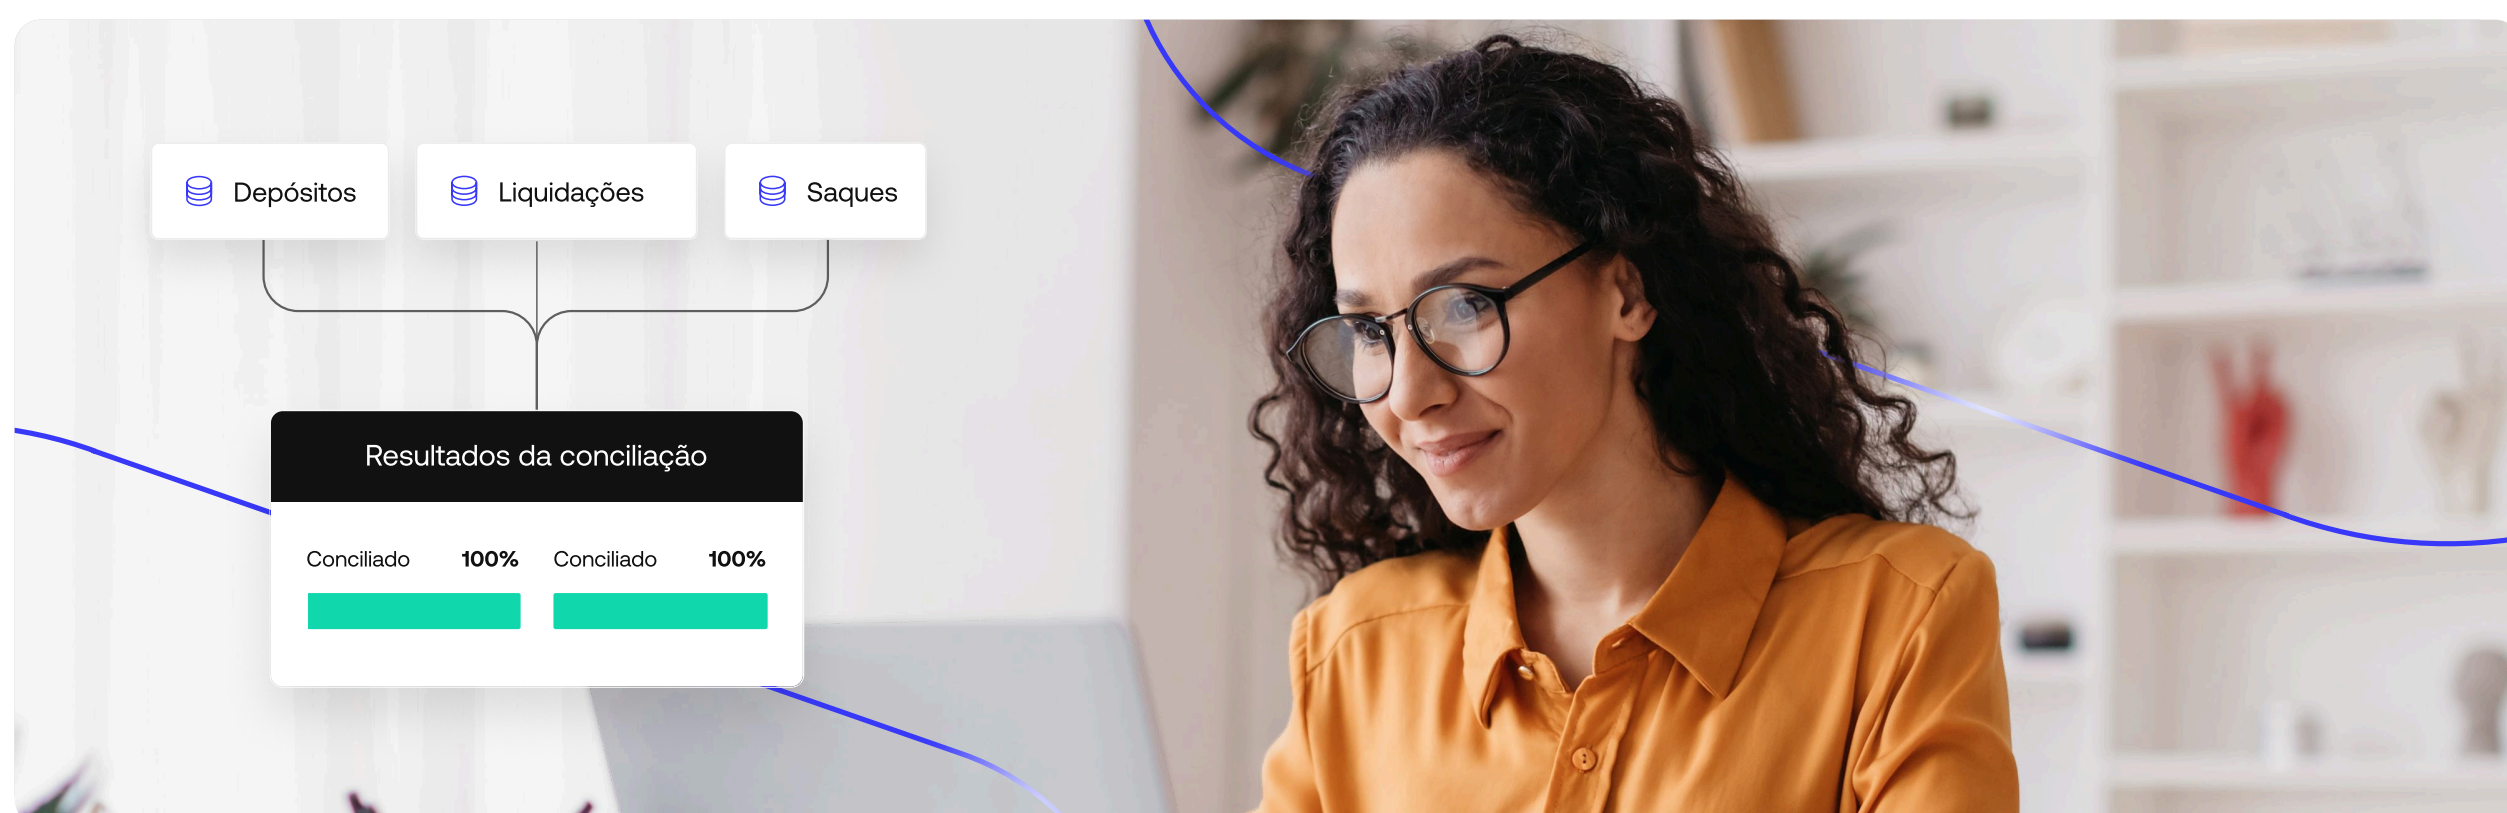 Depósitos
Liquidações
Saques
Resultados da conciliação
Conciliado 100% Conciliado 100%